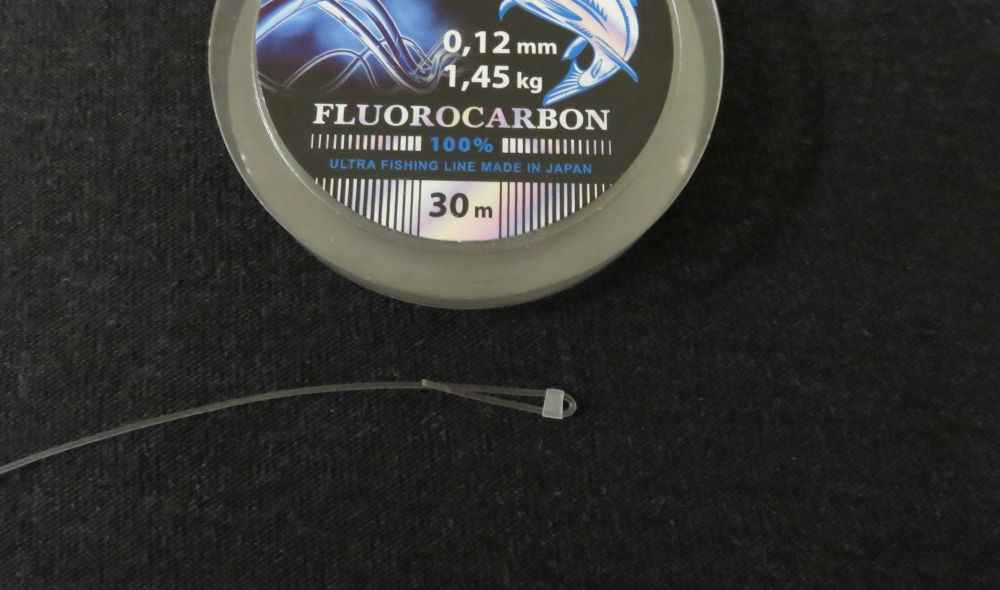 0,12 mm
1,45 kg
FLUOROCARBON
100%
ULTRA FISHING LINE MADE IN JAPAN
30 m